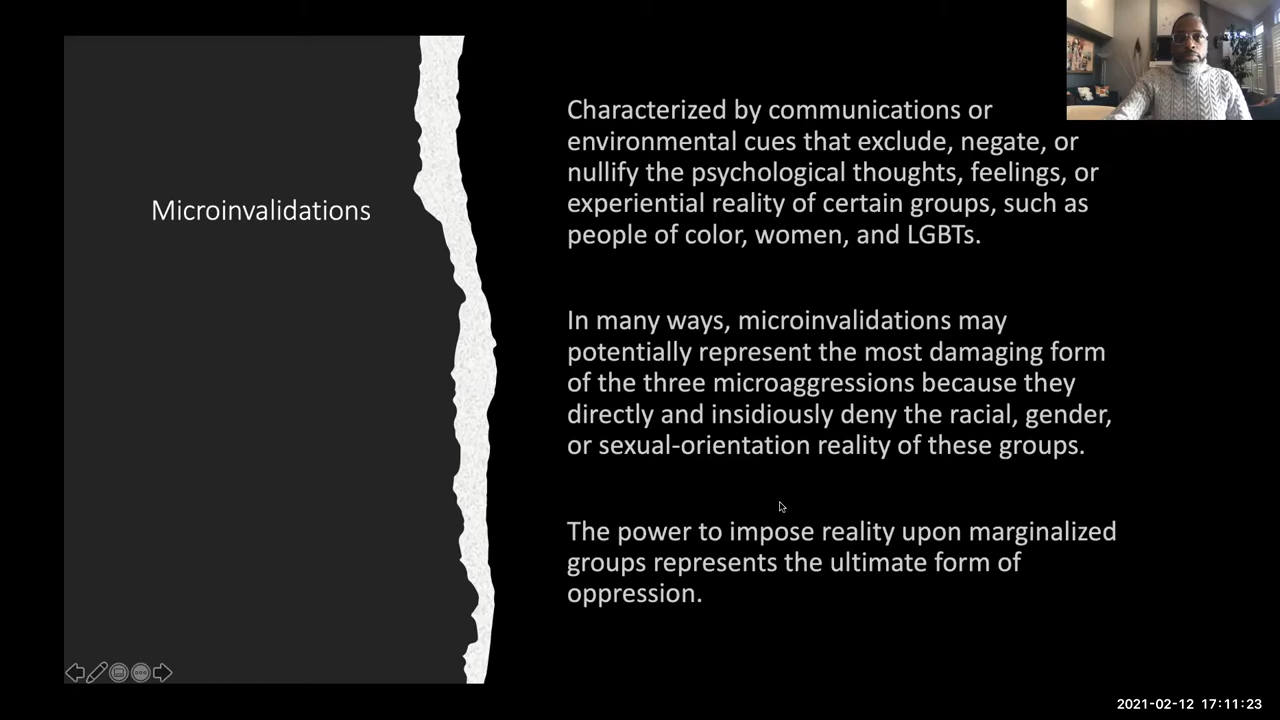 Microinvalidations
Characterized by communications or
environmental cues that exclude, negate, or
nullify the psychological thoughts, feelings, or
experiential reality of certain groups, such as
people of color, women, and LGBTs.
In many ways, microinvalidations may
potentially represent the most damaging form
of the three microaggressions because they
directly and insidiously deny the racial, gender,
or sexual-orientation reality of these groups.
The power to impose reality upon marginalized
groups represents the ultimate form of
oppression.
2021-02-12 17:11:23